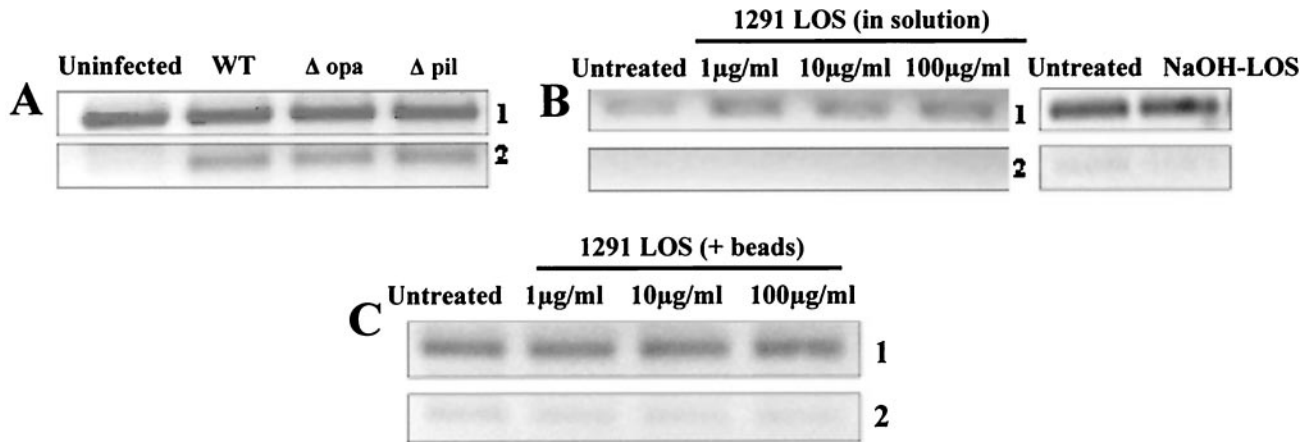 A
Uninfected WT Δ opa Δ pil
1
2
B
1291 LOS (in solution)
Untreated 1µg/ml 10µg/ml 100µg/ml
1
2
Untreated NaOH-LOS
C
1291 LOS (+ beads)
Untreated 1µg/ml 10µg/ml 100µg/ml
1
2